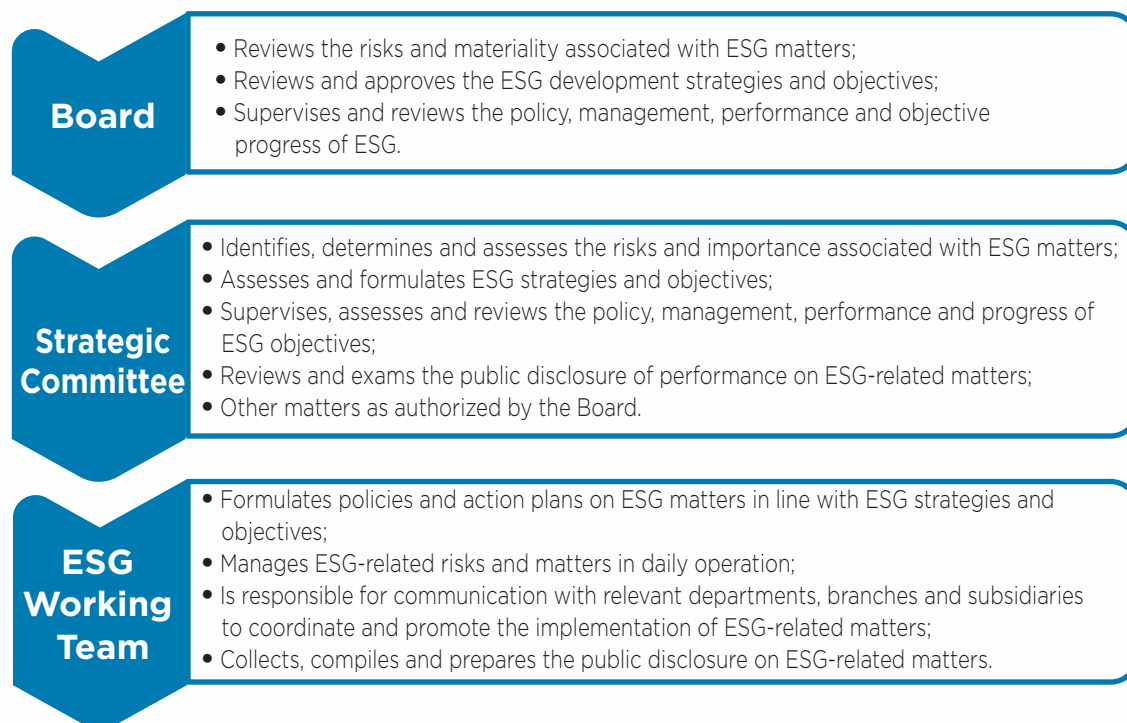 Board
• Reviews the risks and materiality associated with ESG matters;
• Reviews and approves the ESG development strategies and objectives;
• Supervises and reviews the policy, management, performance and objective
progress of ESG.
Strategic
Committee
• Identifies, determines and assesses the risks and importance associated with ESG matters;
• Assesses and formulates ESG strategies and objectives;
• Supervises, assesses and reviews the policy, management, performance and progress of
ESG objectives;
• Reviews and exams the public disclosure of performance on ESG-related matters;
• Other matters as authorized by the Board.
ESG
Working
Team
• Formulates policies and action plans on ESG matters in line with ESG strategies and
objectives;
• Manages ESG-related risks and matters in daily operation;
• Is responsible for communication with relevant departments, branches and subsidiaries
to coordinate and promote the implementation of ESG-related matters;
• Collects, compiles and prepares the public disclosure on ESG-related matters.